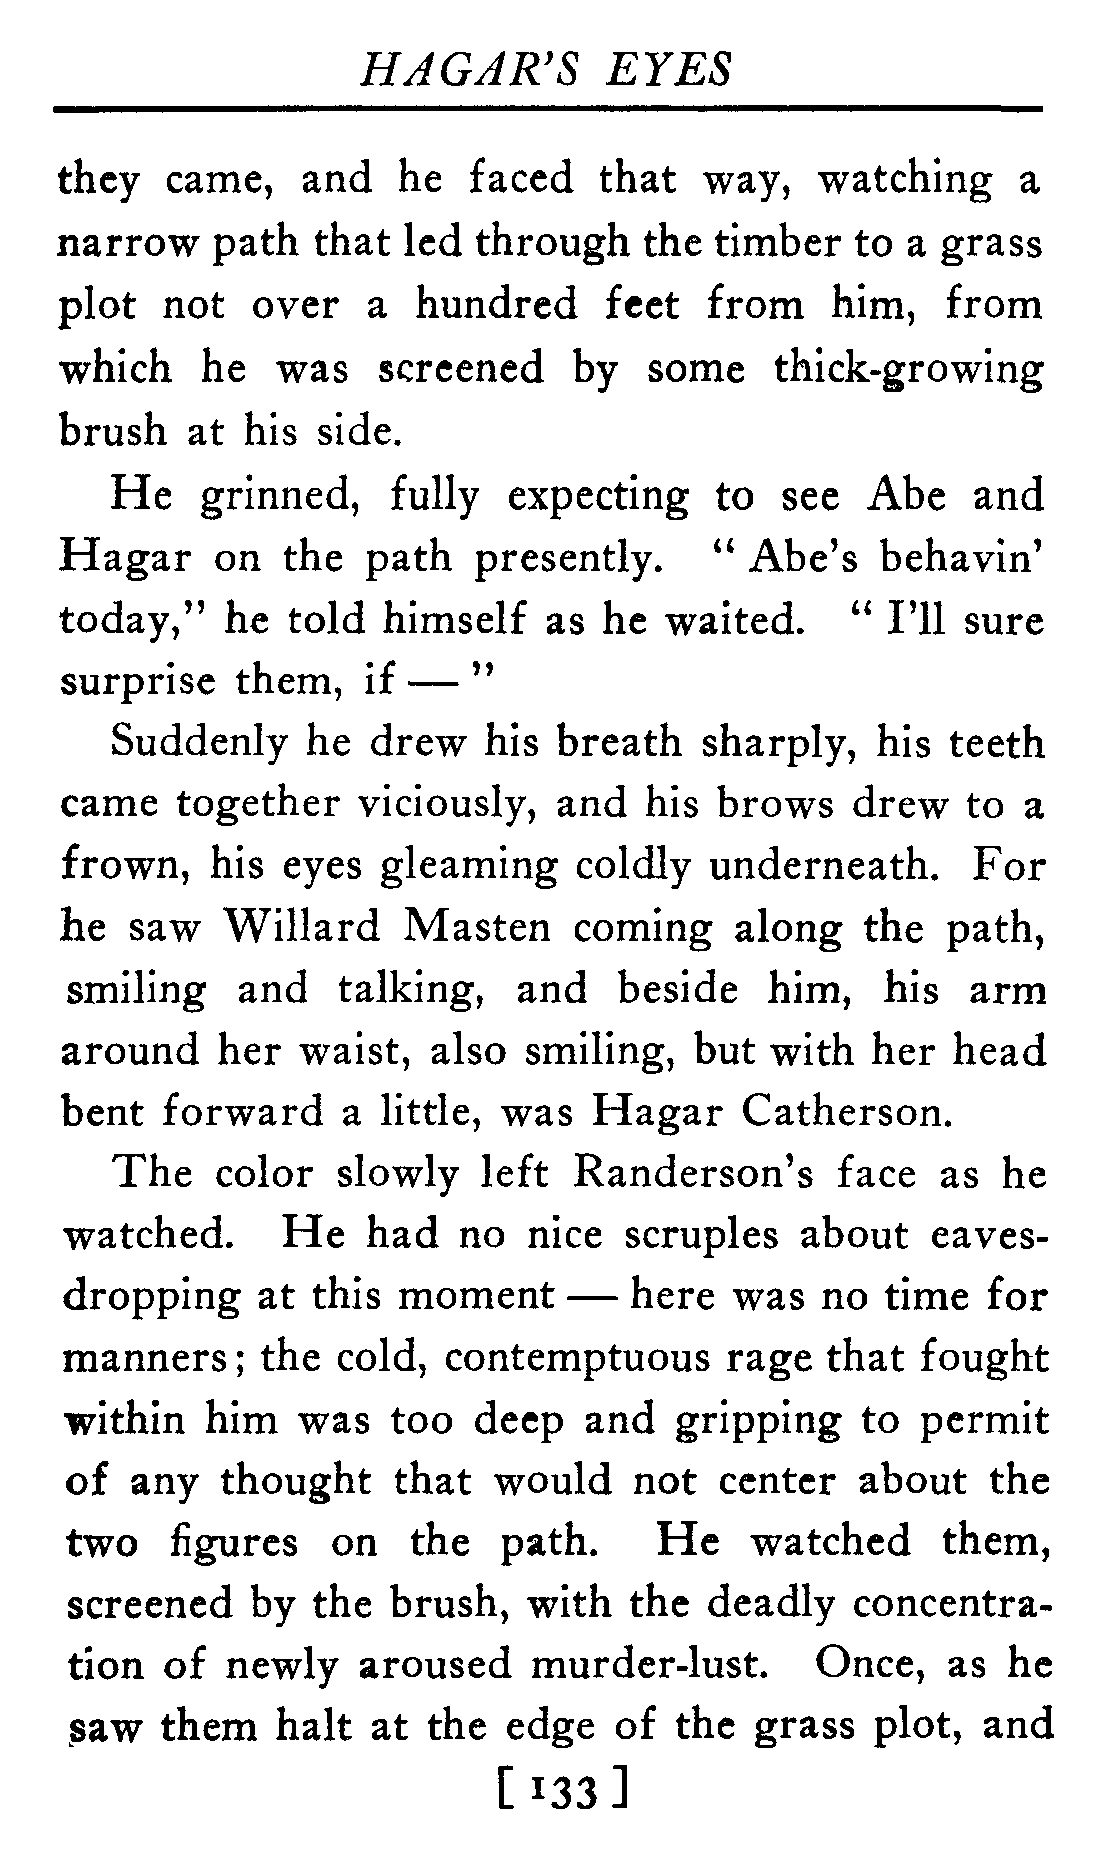 HAGAR'S EYES
they came, and he faced that way, watching a
narrow path that led through the timber to a grass
plot not over a hundred feet from him, from
which he was screened by some thick-growing
brush at his side.
He grinned, fully expecting to see Abe and
Hagar on the path presently. " Abe's behavin'
today," he told himself as he waited. " I'll sure
surprise them, if — "
Suddenly he drew his breath sharply, his teeth
came together viciously, and his brows drew to a
frown, his eyes gleaming coldly underneath. For
he saw Willard Masten coming along the path,
smiling and talking, and beside him, his arm
around her waist, also smiling, but with her head
bent forward a little, was Hagar Catherson.
The color slowly left Randerson's face as he
watched. He had no nice scruples about eaves-
dropping at this moment — here was no time for
manners; the cold, contemptuous rage that fought
within him was too deep and gripping to permit
of any thought that would not center about the
two figures on the path. He watched them,
screened by the brush, with the deadly concentra-
tion of newly aroused murder-lust. Once, as he
saw them halt at the edge of the grass plot, and
[ 133 ]